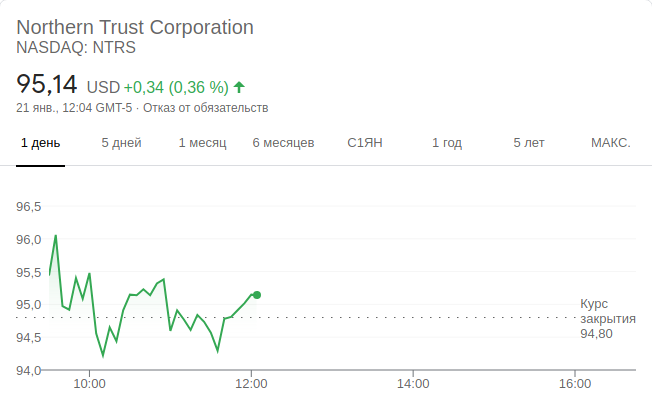 Northern Trust Corporation
NASDAQ: NTRS
95,14 USD +0,34 (0,36 %)
21 янв., 12:04 GMT-5 · Отказ от обязательств
1 день 5 дней 1 месяц 6 месяцев С1ЯН 1 год 5 лет МАКС.
96,5
96,0
95,5
95,0
94,5
94,0
Курс
закрытия
94,80
10:00 12:00 14:00 16:00